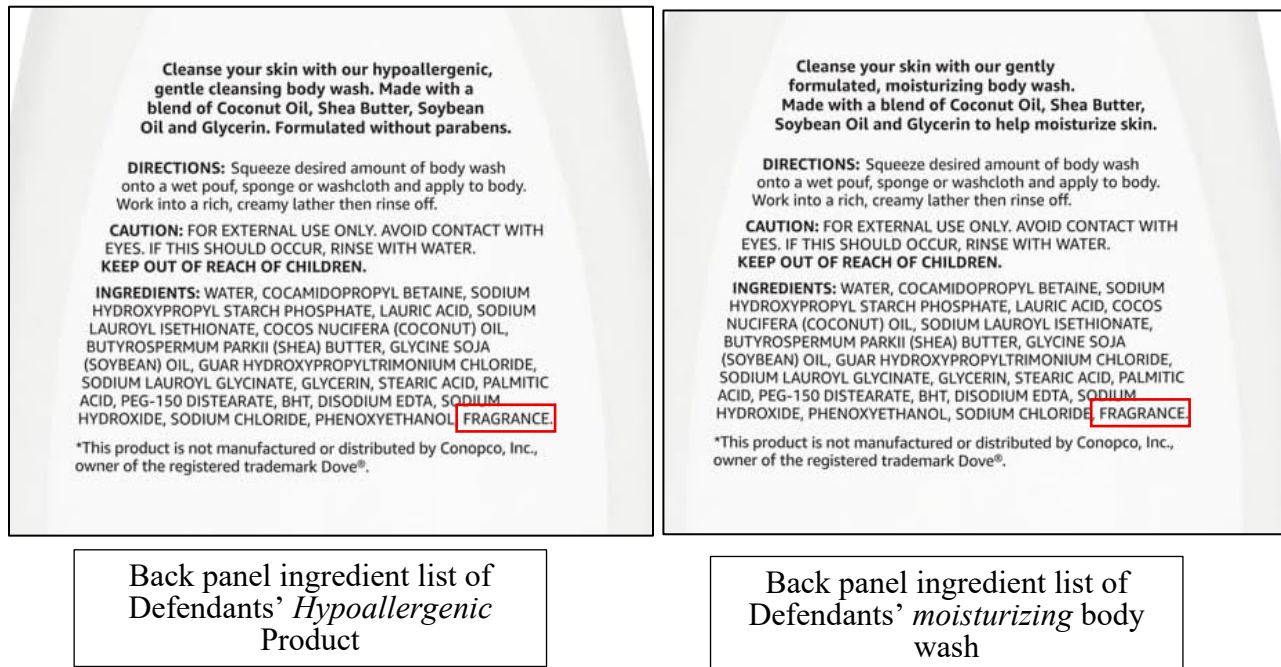 Cleanse your skin with our hypoallergenic,
gentle cleansing body wash. Made with a
blend of Coconut Oil, Shea Butter, Soybean
Oil and Glycerin. Formulated without parabens.
DIRECTIONS: Squeeze desired amount of body wash
onto a wet pouf, sponge or washcloth and apply to body.
Work into a rich, creamy lather then rinse off.
CAUTION: FOR EXTERNAL USE ONLY. AVOID CONTACT WITH
EYES. IF THIS SHOULD OCCUR, RINSE WITH WATER.
KEEP OUT OF REACH OF CHILDREN.
INGREDIENTS: WATER, COCAMIDOPROPYL BETAINE, SODIUM
HYDROXYPROPYL STARCH PHOSPHATE, LAURIC ACID, SODIUM
LAUROYL ISETHIONATE, COCOS NUCIFERA (COCONUT) OIL,
BUTYROSPERMUM PARKII (SHEA) BUTTER, GLYCINE SOJA
(SOYBEAN) OIL, GUAR HYDROXYPROPYLTRIMONIUM CHLORIDE,
SODIUM LAUROYL GLYCINATE, GLYCERIN, STEARIC ACID, PALMITIC
ACID, PEG-150 DISTEARATE, BHT, DISODIUM EDTA, SODIUM
HYDROXIDE, SODIUM CHLORIDE, PHENOXYETHANOL, FRAGRANCE.
*This product is not manufactured or distributed by Conopco, Inc.,
owner of the registered trademark Dove®.
Back panel ingredient list of
Defendants' Hypoallergenic
Product
Cleanse your skin with our gently
formulated, moisturizing body wash.
Made with a blend of Coconut Oil, Shea Butter,
Soybean Oil and Glycerin to help moisturize skin.
DIRECTIONS: Squeeze desired amount of body wash
onto a wet pouf, sponge or washcloth and apply to body.
Work into a rich, creamy lather then rinse off.
CAUTION: FOR EXTERNAL USE ONLY. AVOID CONTACT WITH
EYES. IF THIS SHOULD OCCUR, RINSE WITH WATER.
KEEP OUT OF REACH OF CHILDREN.
INGREDIENTS: WATER, COCAMIDOPROPYL BETAINE, SODIUM
HYDROXYPROPYL STARCH PHOSPHATE, LAURIC ACID, COCOS
NUCIFERA (COCONUT) OIL, SODIUM LAUROYL ISETHIONATE,
BUTYROSPERMUM PARKII (SHEA) BUTTER, GLYCINE SOJA
(SOYBEAN) OIL, GUAR HYDROXYPROPYLTRIMONIUM CHLORIDE,
SODIUM LAUROYL GLYCINATE, GLYCERIN, STEARIC ACID, PALMITIC
ACID, PEG-150 DISTEARATE, BHT, DISODIUM EDTA, SODIUM
HYDROXIDE, PHENOXYETHANOL, SODIUM CHLORIDE, FRAGRANCE.
*This product is not manufactured or distributed by Conopco, Inc.,
owner of the registered trademark Dove®.
Back panel ingredient list of
Defendants' moisturizing body
wash